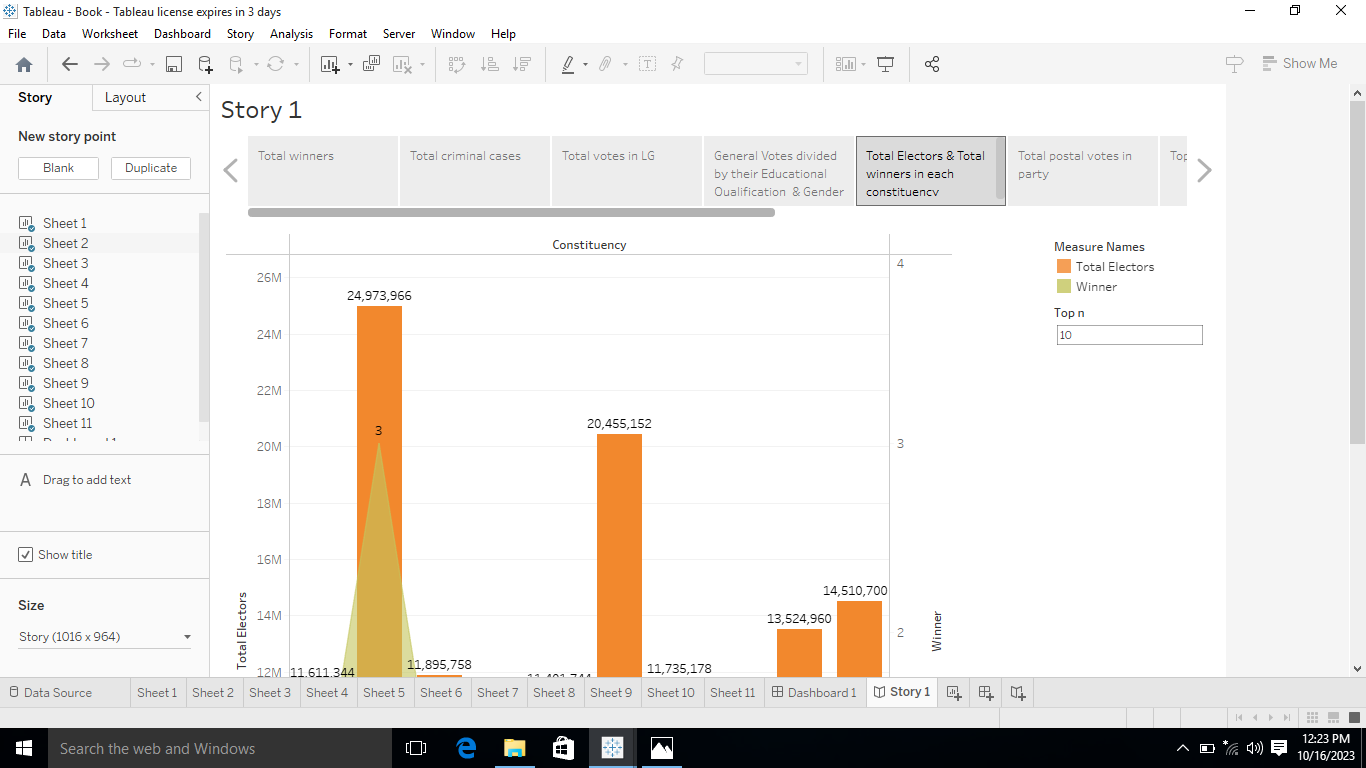 Tableau - Book - Tableau license expires in 3 days
File Data Worksheet Dashboard Story Analysis Format Server Window Help
Show Me
Story Layout
New story point
Blank Duplicate
Sheet 1
Sheet 2
Sheet 3
Sheet 4
Sheet 5
Sheet 6
Sheet 7
Sheet 8
Sheet 9
Sheet 10
Sheet 11
A Drag to add text
Show title
Size
Story (1016 x 964)
Story 1
Total winners
Total criminal cases
Total votes in LG
General Votes divided
by their Educational
Qualification & Gender
Total Electors & Total
winners in each
constituency
Total postal votes in
party
Top
Constituency
26M
24M
22M
20M
18M
16M
14M
12M
Total Electors
24,973,966
3
11,611,344
11,895,758
20,455,152
11,735,178
13,524,960
14,510,700
4
3
2
Winner
Measure Names
Total Electors
Winner
Top n
10
Data Source Sheet 1 Sheet 2 Sheet 3 Sheet 4 Sheet 5 Sheet 6 Sheet 7 Sheet 8 Sheet 9 Sheet 10 Sheet 11 Dashboard 1 Story 1
Search the web and Windows
12:23 PM
10/16/2023